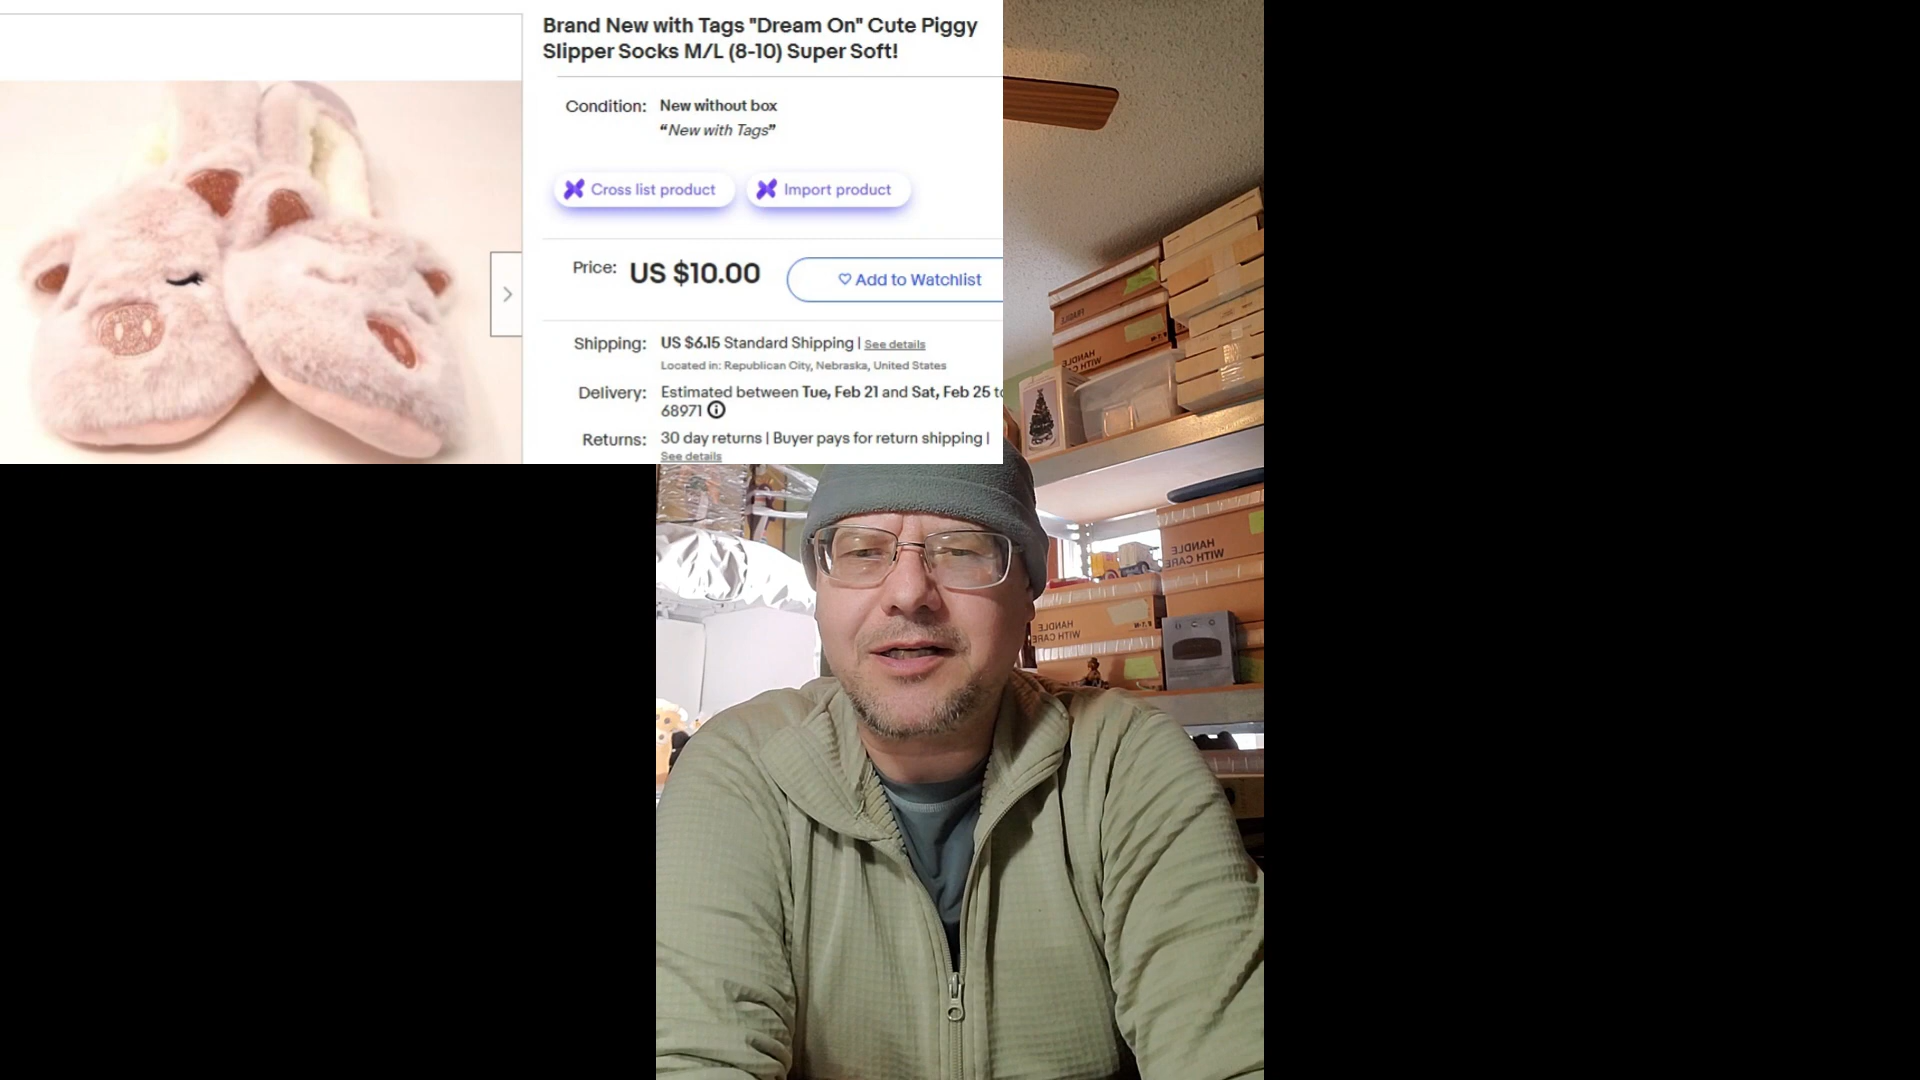 Brand New with Tags "Dream On" Cute Piggy
Slipper Socks M/L (8-10) Super Soft!
Condition: New without box
“New with Tags”
Cross list product
Import product
Price: US $10.00
Add to Watchlist
Shipping: US $6.15 Standard Shipping | See details
Located in: Republican City, Nebraska, United States
Delivery: Estimated between Tue, Feb 21 and Sat, Feb 25 to
68971
Returns: 30 day returns | Buyer pays for return shipping |
See details
FRAGILE
HANDLE
WITH CARE
HANDLE
WITH CARE
HANDLE
WITH CARE